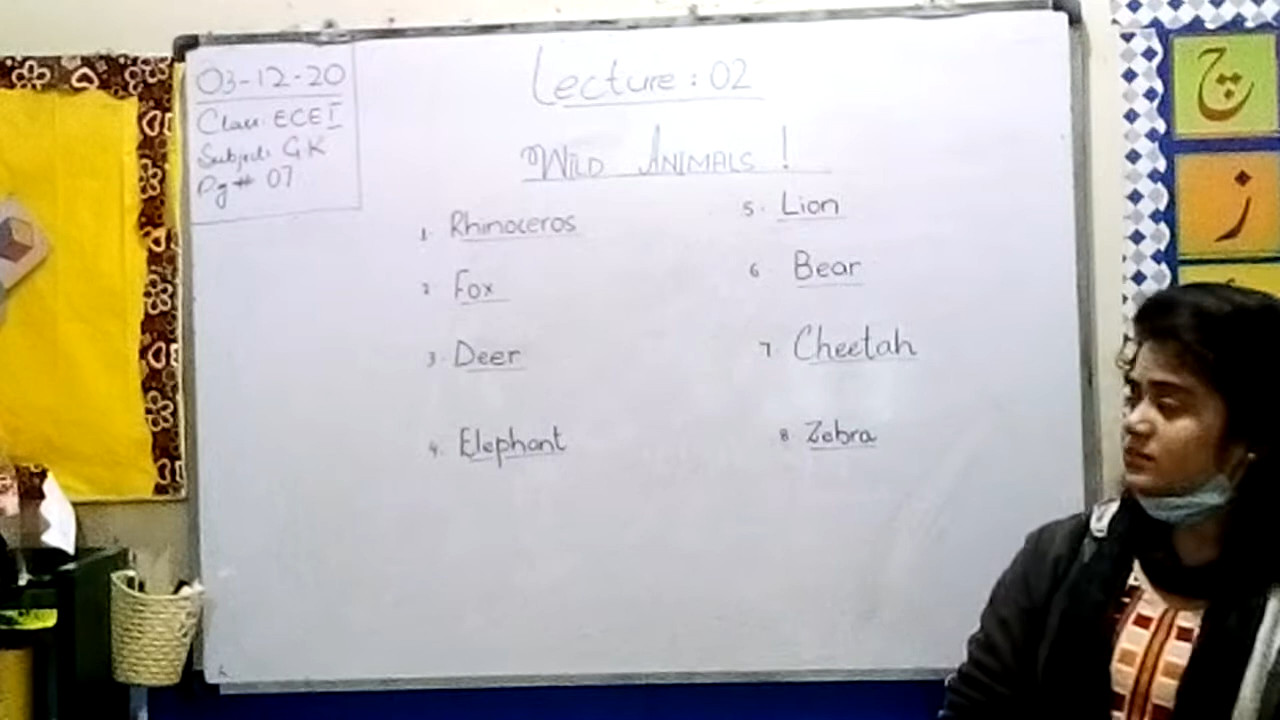 03-12-20
Class: ECE I
Subject: GK
Pg # 07
Lecture: 02
WILD ANIMALS!
1 Rhinoceros
2 Fox
3. Deer
4. Elephant
5. Lion
6 Bear
7. Cheetah
8 Zebra
چ
ز